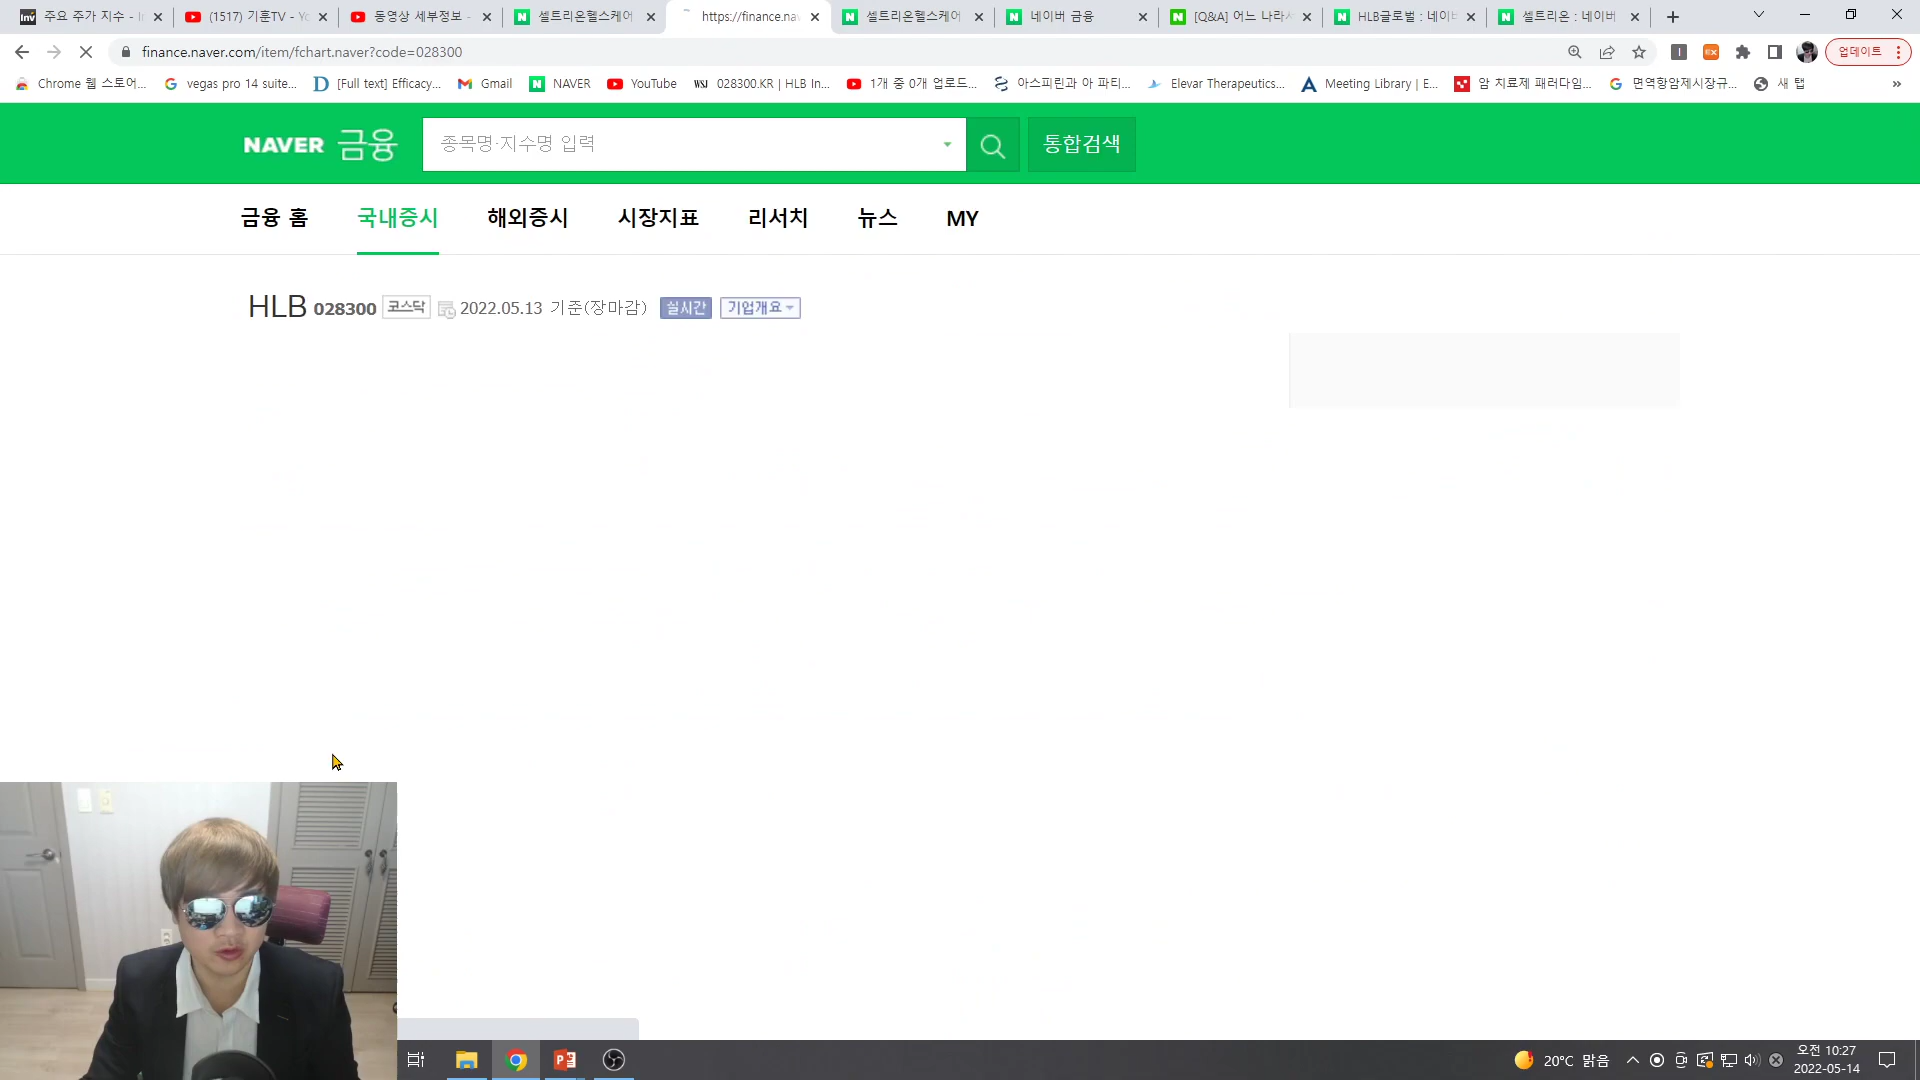 주요 주가 지수 - In
(1517) 기훈TV - Yo
동영상 세부정보 -
셀트리온헬스케어
https://finance.nav
셀트리온헬스케어
네이버 금융
[Q&A] 어느 나라사
HLB글로벌 : 네이버
셀트리온 : 네이버
finance.naver.com/item/fchart.naver?code=028300
업데이트
Chrome 웹 스토어...
vegas pro 14 suite...
[Full text] Efficacy...
Gmail
NAVER
YouTube
WSJ 028300.KR | HLB In...
1개 중 0개 업로드...
아스피린과 아 파티...
Elevar Therapeutics...
Meeting Library | E...
암 치료제 패러다임...
면역항암제시장규...
새 탭
»
NAVER 금융
종목명·지수명 입력
통합검색
금융 홈
국내증시
해외증시
시장지표
리서치
뉴스
MY
HLB 028300 코스닥 2022.05.13 기준(장마감) 실시간 기업개요
20°C 맑음
오전 10:27
2022-05-14